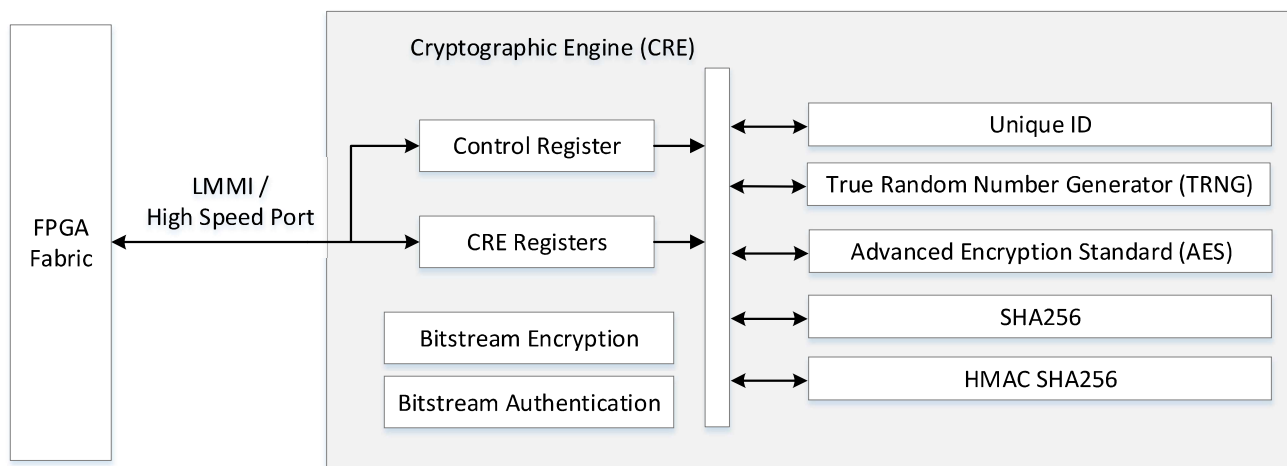 Cryptographic Engine (CRE)
FPGA
Fabric
LMMI /
High Speed Port
Control Register
CRE Registers
Bitstream Encryption
Bitstream Authentication
Unique ID
True Random Number Generator (TRNG)
Advanced Encryption Standard (AES)
SHA256
HMAC SHA256